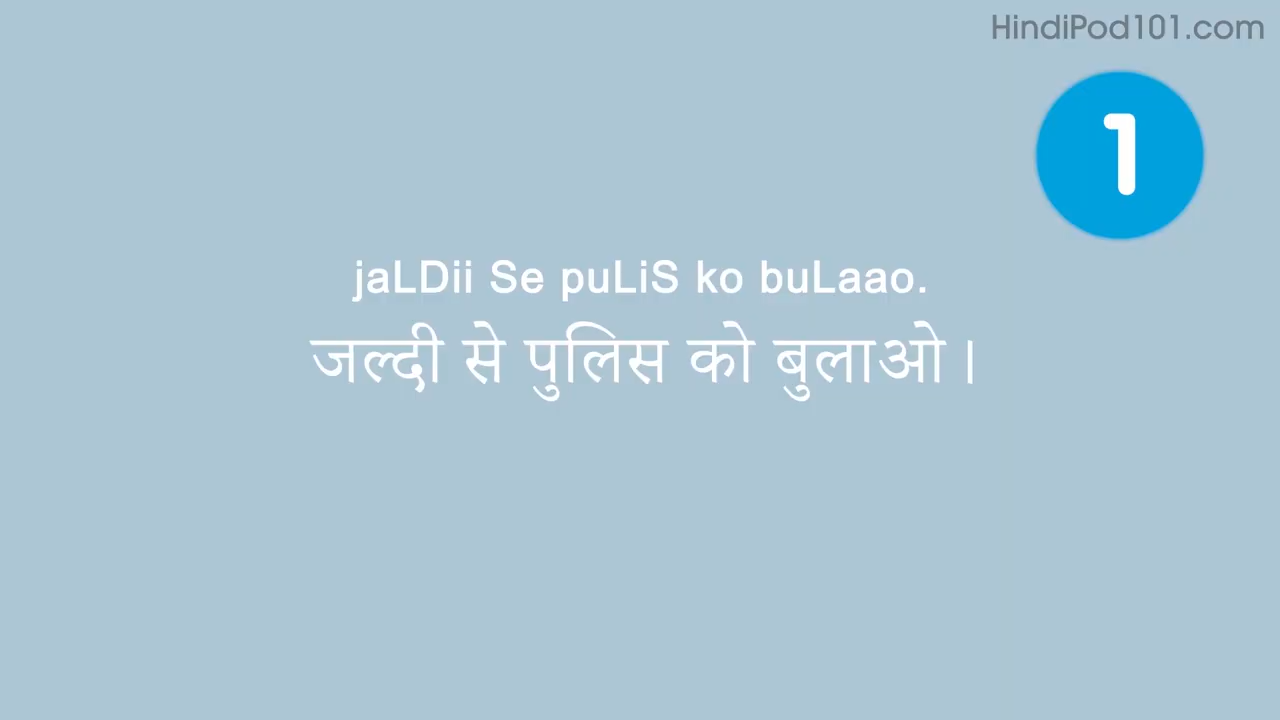 HindiPod101.com
1
jaLDii Se puLiS ko buLaao.
जल्दी से पुलिस को बुलाओ।